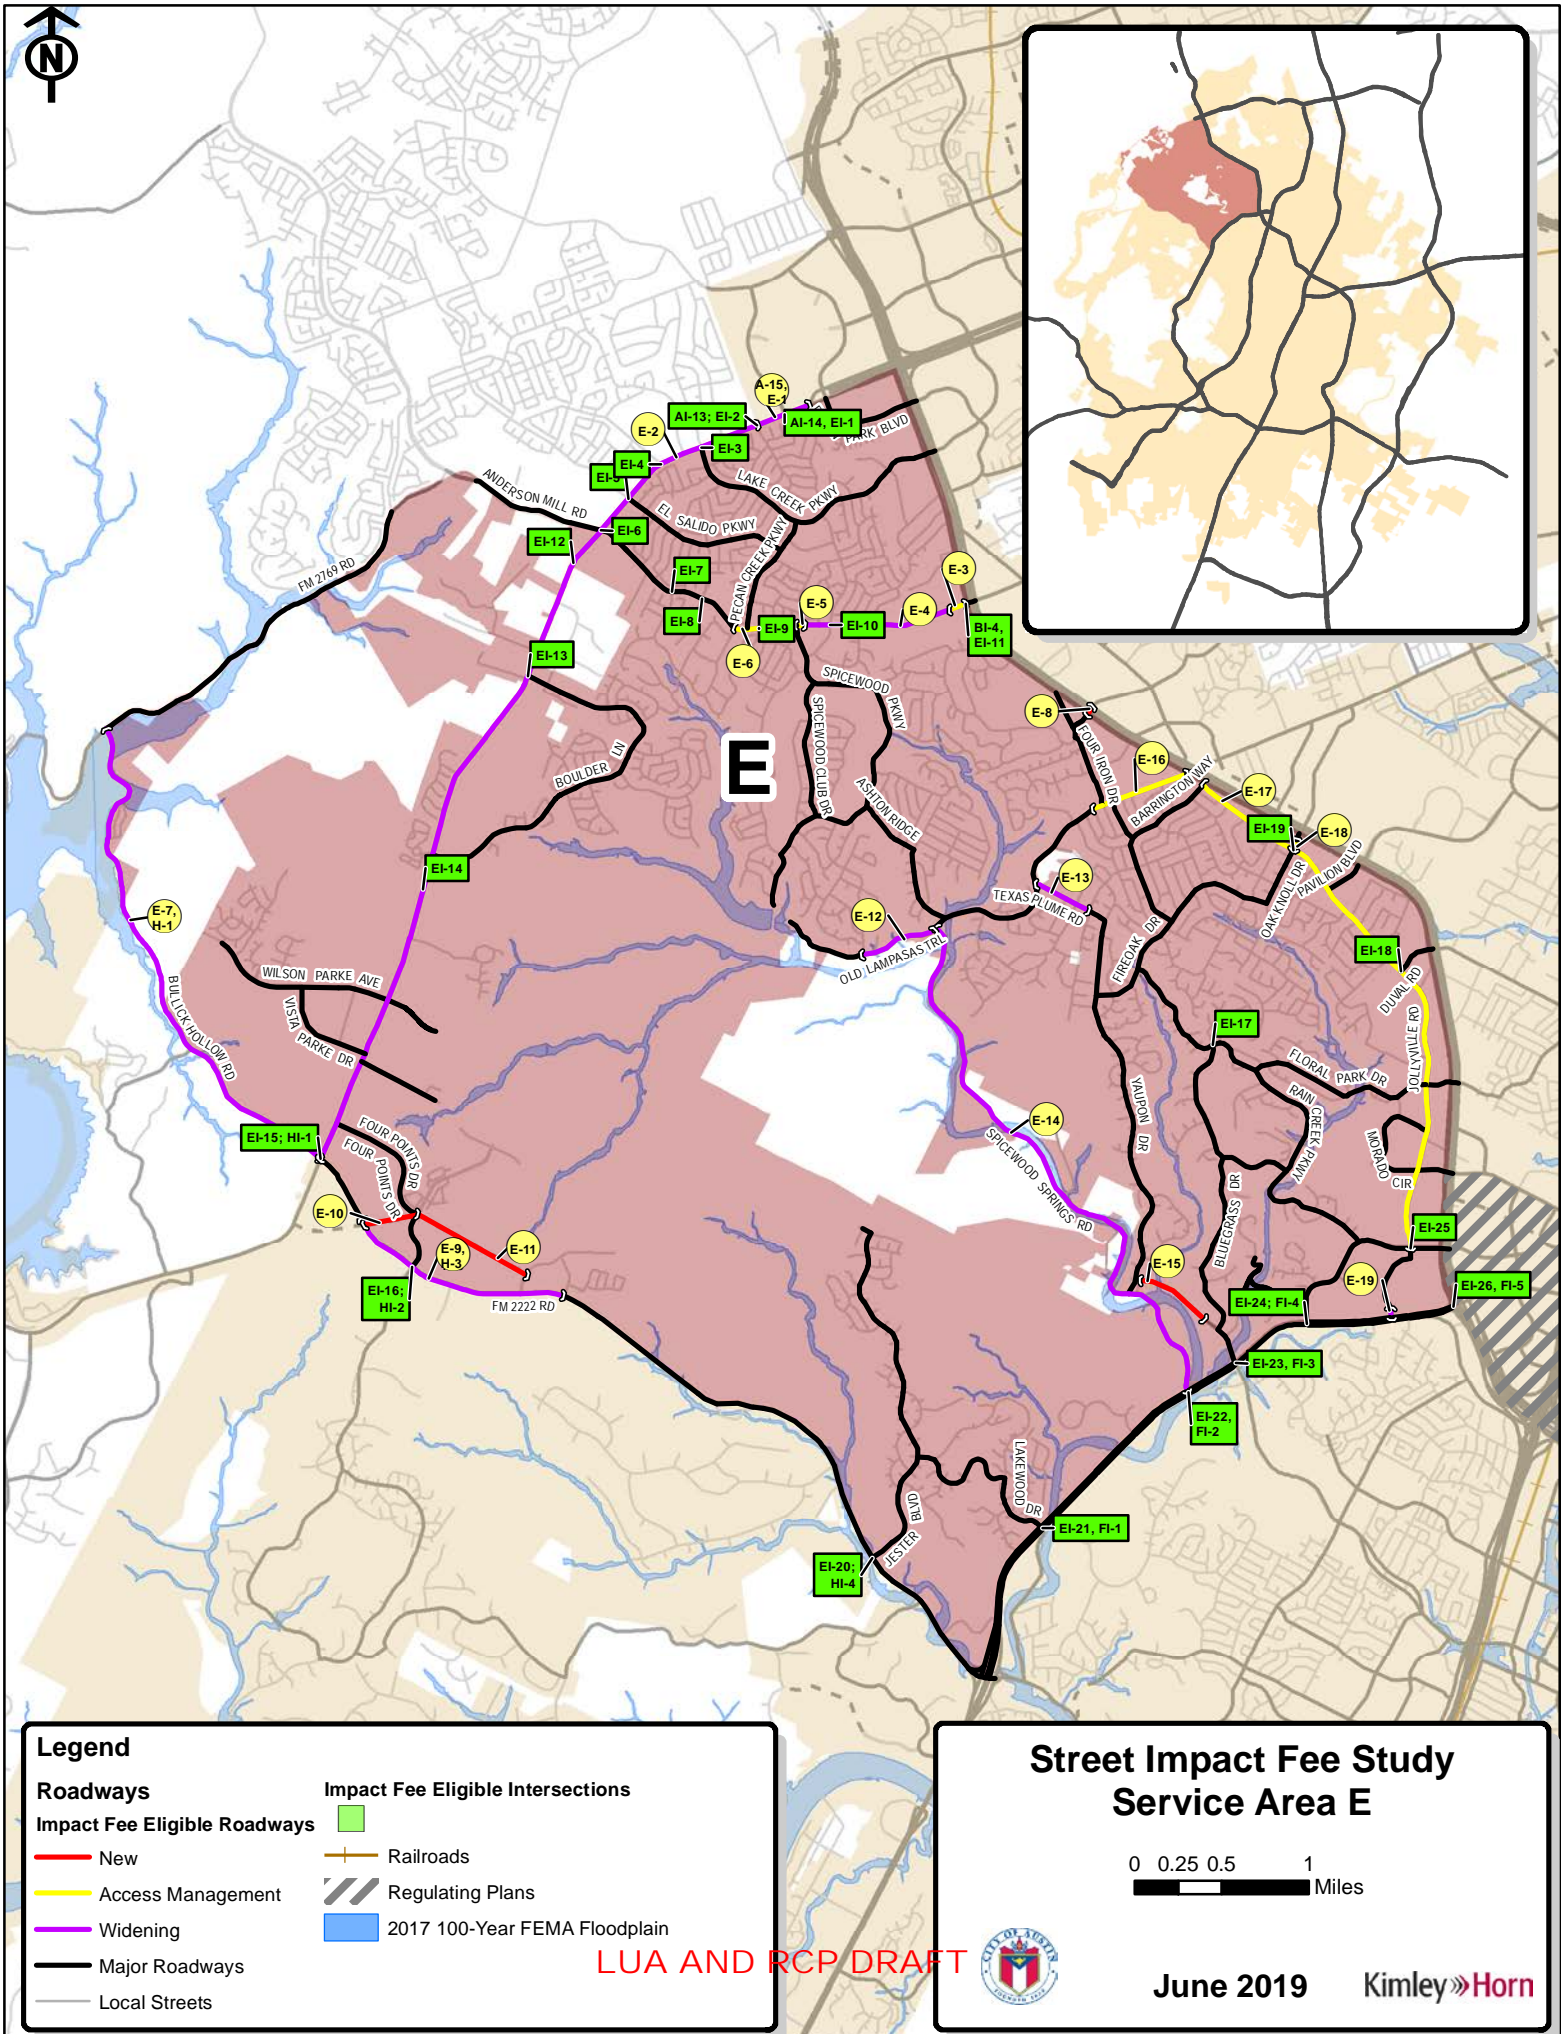 N
A-15,
E-1
AI-13; EI-2
AI-14, EI-1
PARK BLVD
E-2
EI-3
EI-4
EI-5
ANDERSON MILL RD
LAKE CREEK PKWY
EL SALIDO PKWY
EI-6
EI-12
PECAN CREEK PKWY
FM 2769 RD
EI-7
E-3
EI-8
E-5
E-4
EI-9
EI-10
BI-4,
EI-11
E-6
EI-13
SPICEWOOD PKWY
SPICEWOOD CLUB DR
E-8
FOUR IRON DR
E
BOULDER LN
E-16
BARRINGTON WAY
E-17
ASHTON RIDGE
EI-19
E-18
PAVILION BLVD
EI-14
E-13
TEXAS PLUME RD
OAK KNOLL DR
E-7,
H-1
E-12
OLD LAMPASAS TRL
FIREOAK DR
EI-18
DUVAL RD
WILSON PARKE AVE
BULLICK HOLLOW RD
VISTA PARKE DR
EI-17
JOLLYVILLE RD
FLORAL PARK DR
RAIN CREEK PKWY
YAUPON DR
E-14
EI-15; HI-1
FOUR POINTS DR
FOUR POINTS DR
MORADO CIR
SPICEWOOD SPRINGS RD
BLUEGRASS DR
E-10
E-9,
H-3
E-11
EI-25
E-15
E-19
EI-26, FI-5
EI-16;
HI-2
FM 2222 RD
EI-24; FI-4
EI-23, FI-3
EI-22,
FI-2
LAKEWOOD DR
JESTER BLVD
EI-21, FI-1
EI-20;
HI-4
Legend
Roadways
Impact Fee Eligible Roadways
New
Access Management
Widening
Major Roadways
Local Streets
Impact Fee Eligible Intersections
Railroads
Regulating Plans
2017 100-Year FEMA Floodplain
LUA AND RCP DRAFT
Street Impact Fee Study
Service Area E
0 0.25 0.5 1
Miles
CITY OF AUSTIN
FOUNDED 1839
June 2019
Kimley»Horn